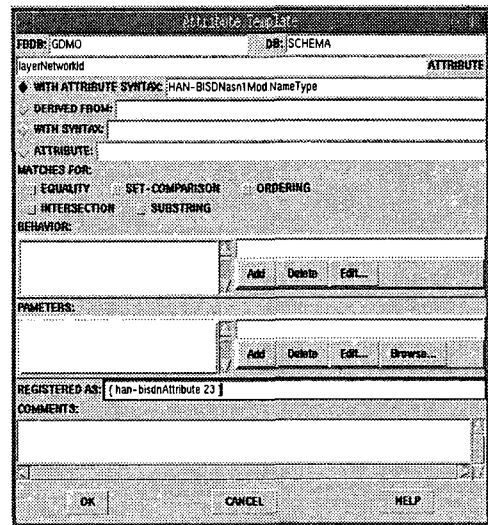 Attribute Template
FBDB: GDMO DB: SCHEMA
layerNetworkId ATTRIBUTE
WITH ATTRIBUTE SYNTAX: HAN-BISDNasn1Mod NameType
DERIVED FROM:
WITH SYNTAX:
ATTRIBUTE:
MATCHES FOR:
EQUALITY SET-COMPARISON ORDERING
INTERSECTION SUBSTRING
BEHAVIOR:
Add Delete Edit...
PAMETERS:
Add Delete Edit... Browse...
REGISTERED AS: { han-bisdnAttribute 23 }
COMMENTS:
OK CANCEL HELP